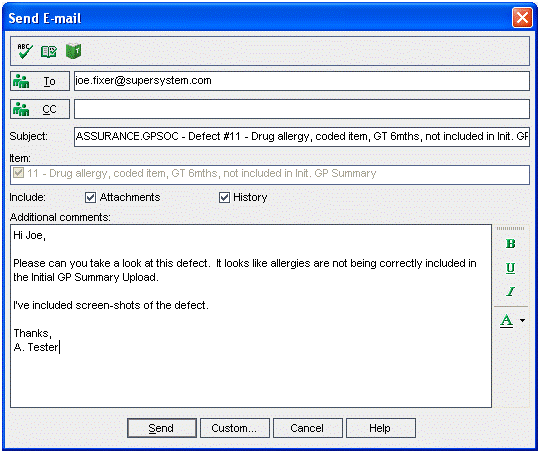 Send E-mail
ABC
To
joe.fixer@supersystem.com
CC
Subject:
ASSURANCE.GPSOC - Defect #11 - Drug allergy, coded item, GT 6mths, not included in Init. GP
Item:
11 - Drug allergy, coded item, GT 6mths, not included in Init. GP Summary
Include:
Attachments
History
Additional comments:
Hi Joe,
Please can you take a look at this defect. It looks like allergies are not being correctly included in
the Initial GP Summary Upload.
I've included screen-shots of the defect.
Thanks,
A. Tester
B
U
I
A
Send
Custom...
Cancel
Help